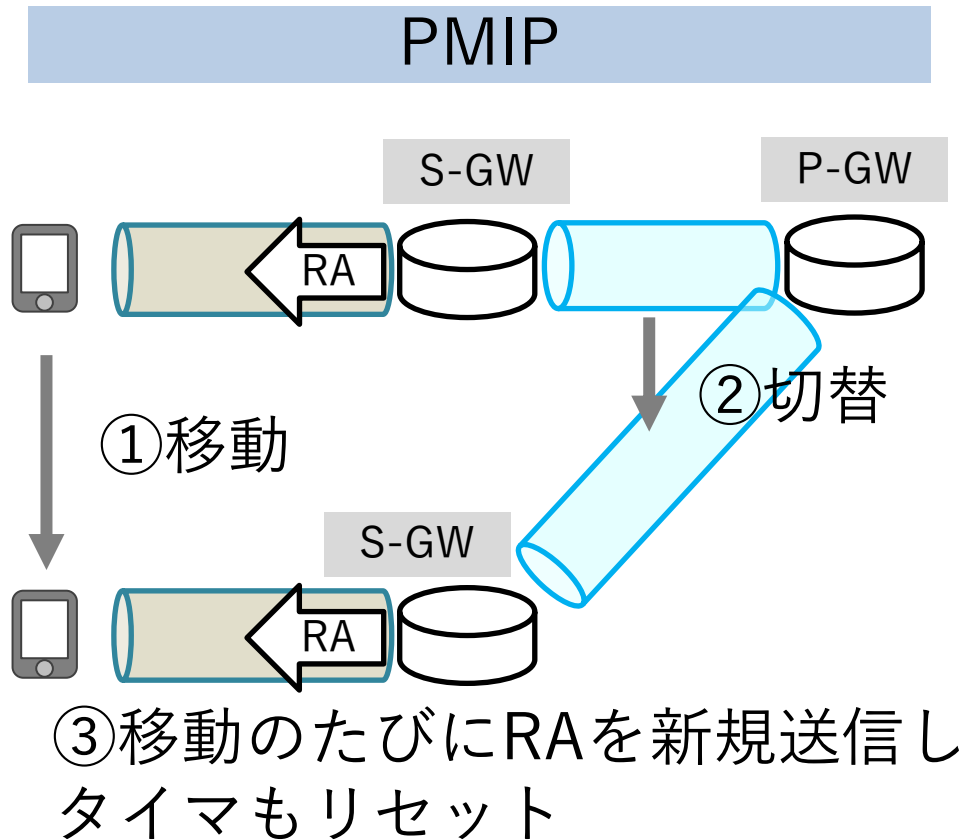 PMIP
S-GW
P-GW
RA
②切替
①移動
S-GW
RA
③移動のたびにRAを新規送信し
タイマもリセット